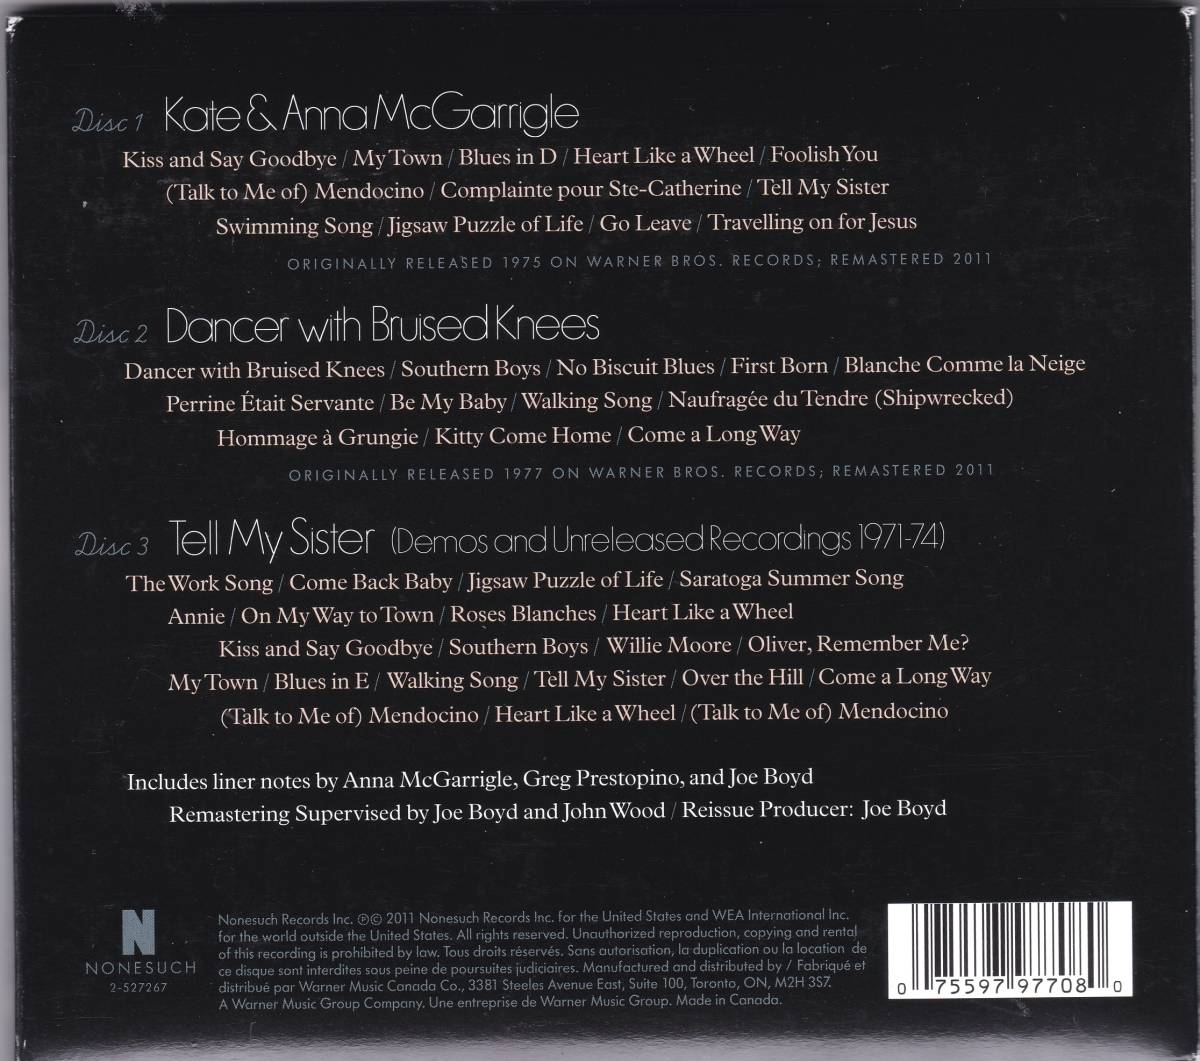 Disc 1 Kate & Anna McGarrigle
Kiss and Say Goodbye / My Town / Blues in D / Heart Like a Wheel / Foolish You
(Talk to Me of) Mendocino / Complainte pour Ste-Catherine / Tell My Sister
Swimming Song / Jigsaw Puzzle of Life / Go Leave / Travelling on for Jesus
ORIGINALLY RELEASED 1975 ON WARNER BROS. RECORDS; REMASTERED 2011
Disc 2 Dancer with Bruised Knees
Dancer with Bruised Knees / Southern Boys / No Biscuit Blues / First Born / Blanche Comme la Neige
Perrine Était Servante / Be My Baby / Walking Song / Naufragée du Tendre (Shipwrecked)
Hommage à Grungie / Kitty Come Home / Come a Long Way
ORIGINALLY RELEASED 1977 ON WARNER BROS. RECORDS; REMASTERED 2011
Disc 3 Tell My Sister (Demos and Unreleased Recordings 1971-74)
The Work Song / Come Back Baby / Jigsaw Puzzle of Life / Saratoga Summer Song
Annie / On My Way to Town / Roses Blanches / Heart Like a Wheel
Kiss and Say Goodbye / Southern Boys / Willie Moore / Oliver, Remember Me?
My Town / Blues in E / Walking Song / Tell My Sister / Over the Hill / Come a Long Way
(Talk to Me of) Mendocino / Heart Like a Wheel / (Talk to Me of) Mendocino
Includes liner notes by Anna McGarrigle, Greg Prestopino, and Joe Boyd
Remastering Supervised by Joe Boyd and John Wood / Reissue Producer: Joe Boyd
N
NONESUCH
2-527267
Nonesuch Records Inc. ℗© 2011 Nonesuch Records Inc. for the United States and WEA International Inc.
for the world outside the United States. All rights reserved. Unauthorized reproduction, copying and rental
of this recording is prohibited by law. Tous droits réservés. Sans autorisation, la duplication ou la location de
ce disque sont interdites sous peine de poursuites judiciaires. Manufactured and distributed by / Fabriqué et
distribué par Warner Music Canada Co., 3381 Steeles Avenue East, Suite 100, Toronto, ON, M2H 3S7.
A Warner Music Group Company. Une entreprise de Warner Music Group. Made in Canada.
0 75597 97708 0